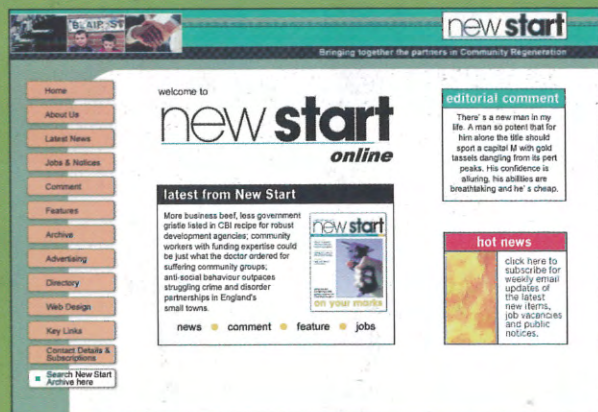 BLAIR ST
new start
Bringing together the partners in Community Regeneration
Home
About Us
Latest News
Jobs & Notices
Comment
Features
Archive
Advertising
Directory
Web Design
Key Links
Contact Details &
Subscriptions
Search New Start
Archive here
welcome to
new start
online
latest from New Start
More business beef, less government
gristle listed in CBI recipe for robust
development agencies; community
workers with funding expertise could
be just what the doctor ordered for
suffering community groups;
anti-social behaviour outpaces
struggling crime and disorder
partnerships in England's
small towns.
new start
on your marks
news comment feature jobs
editorial comment
There' s a new man in my
life. A man so potent that for
him alone the title should
sport a capital M with gold
tassels dangling from its pert
peaks. His confidence is
alluring, his abilities are
breathtaking and he' s cheap.
hot news
click here to
subscribe for
weekly email
updates of
the latest
new items,
job vacancies
and public
notices.